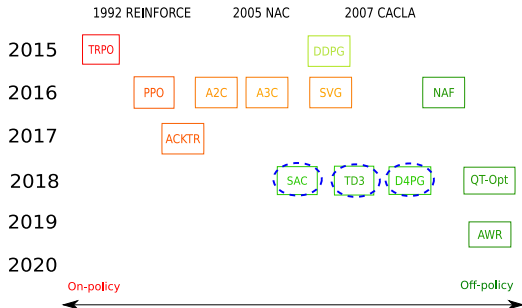 1992 REINFORCE 2005 NAC 2007 CACLA
2015 TRPO DDPG
2016 PPO A2C A3C SVG NAF
2017 ACKTR
2018 SAC TD3 D4PG QT-Opt
2019 AWR
2020
On-policy Off-policy